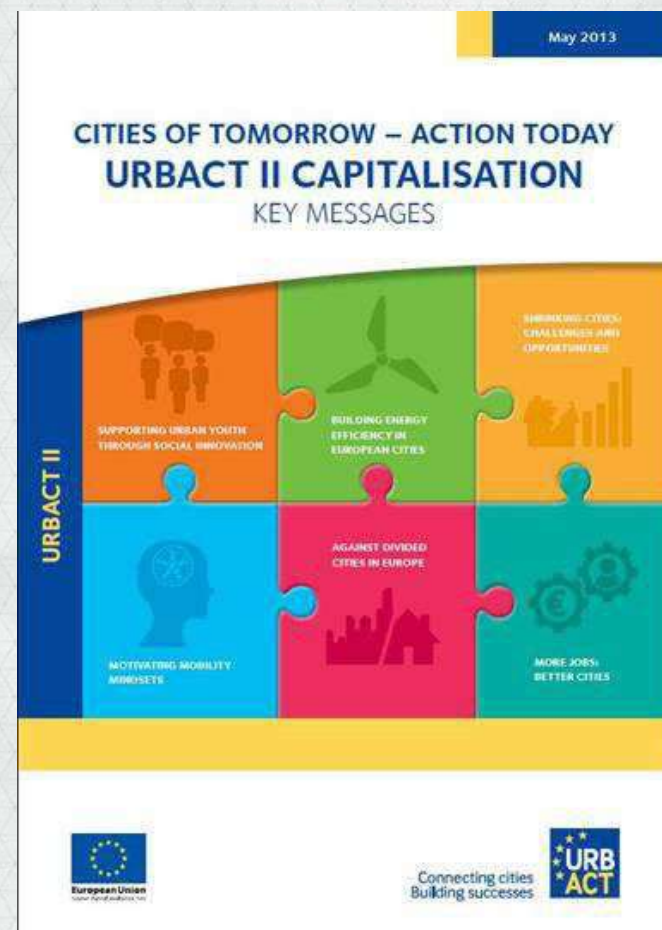 May 2013
CITIES OF TOMORROW – ACTION TODAY
URBACT II CAPITALISATION
KEY MESSAGES
URBACT II
SUPPORTING URBAN YOUTH
THROUGH SOCIAL INNOVATION
BUILDING ENERGY
EFFICIENCY IN
EUROPEAN CITIES
SHRINKING CITIES:
CHALLENGES AND
OPPORTUNITIES
MOTIVATING MOBILITY
MINDSETS
AGAINST DIVIDED
CITIES IN EUROPE
€
MORE JOBS:
BETTER CITIES
European Union
Connecting cities
Building successes
URB
ACT